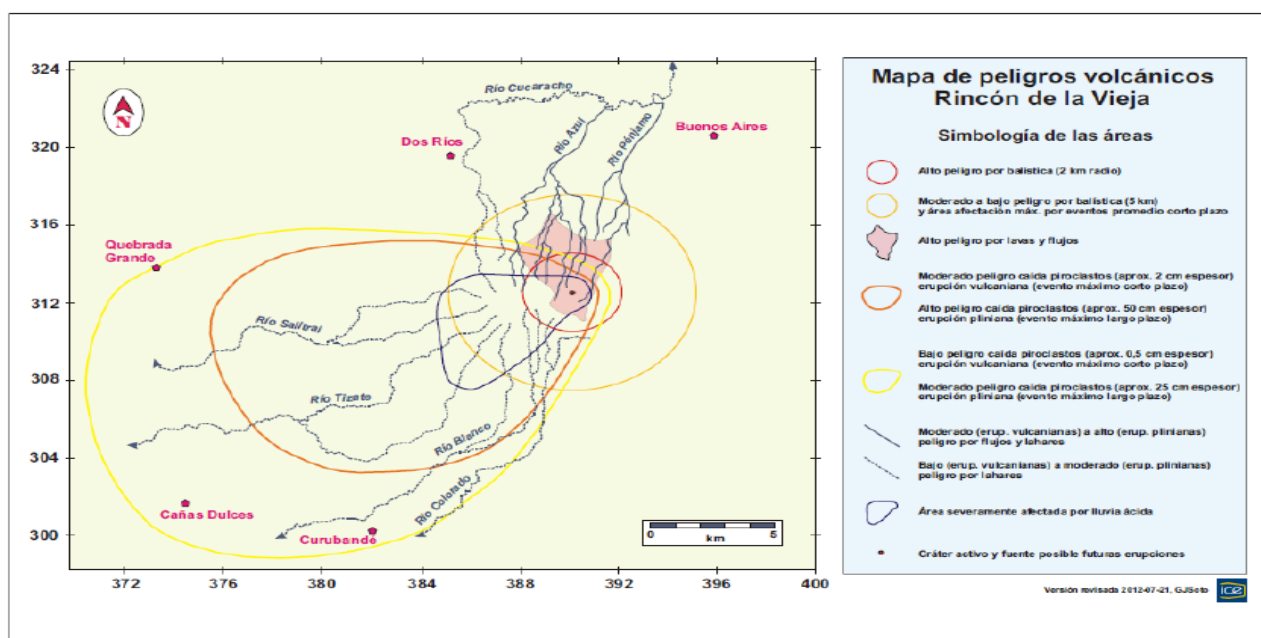 324
320
316
312
308
304
300
372
376
380
384
388
392
396
400
N
Río Cucaracho
Río Azul
Río Pénjamo
Buenos Aires
Dos Ríos
Quebrada
Grande
Río Salitral
Río Tizate
Río Blanco
Río Colorado
Cañas Dulces
Curubandé
0 5
km
Mapa de peligros volcánicos
Rincón de la Vieja
Simbología de las áreas
Alto peligro por balística (2 km radio)
Moderado a bajo peligro por balística (5 km)
y área afectación máx. por eventos promedio corto plazo
Alto peligro por lavas y flujos
Moderado peligro caída piroclastos (aprox. 2 cm espesor)
erupción vulcaniana (evento máximo corto plazo)
Alto peligro caída piroclastos (aprox. 50 cm espesor)
erupción pliniana (evento máximo largo plazo)
Bajo peligro caída piroclastos (aprox. 0,5 cm espesor)
erupción vulcaniana (evento máximo corto plazo)
Moderado peligro caída piroclastos (aprox. 25 cm espesor)
erupción pliniana (evento máximo largo plazo)
Moderado (erup. vulcanianas) a alto (erup. plinianas)
peligro por flujos y lahares
Bajo (erup. vulcanianas) a moderado (erup. plinianas)
peligro por lahares
Área severamente afectada por lluvia ácida
Cráter activo y fuente posible futuras erupciones
Versión revisada 2012-07-21, GJSoto
ice